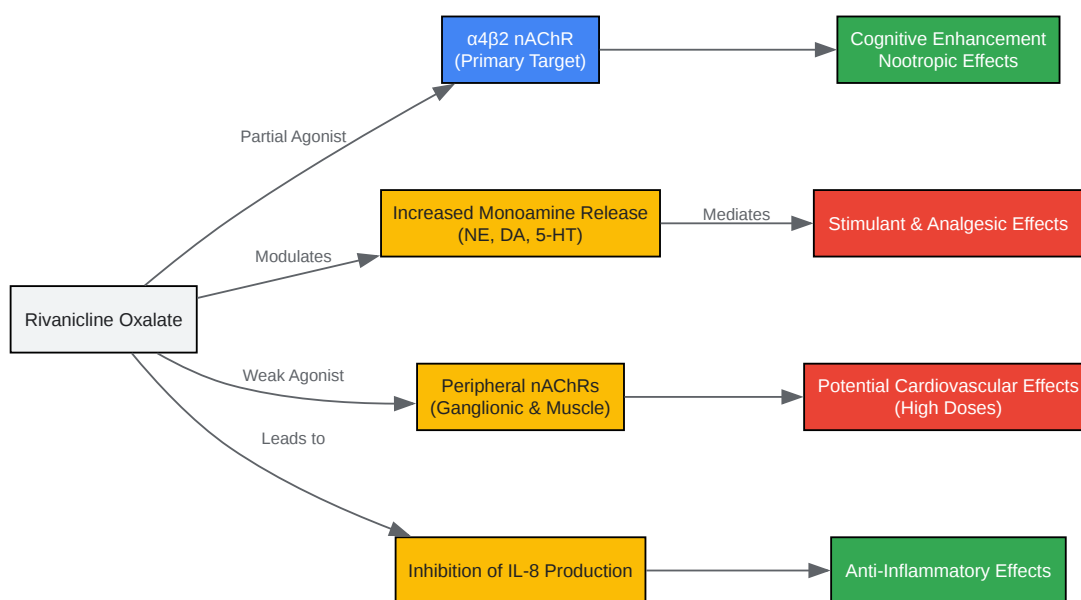 α4β2 nAChR
(Primary Target)
Cognitive Enhancement
Nootropic Effects
Partial Agonist
Increased Monoamine Release
(NE, DA, 5-HT)
Mediates
Stimulant & Analgesic Effects
Modulates
Rivanicline Oxalate
Weak Agonist
Peripheral nAChRs
(Ganglionic & Muscle)
Potential Cardiovascular Effects
(High Doses)
Leads to
Inhibition of IL-8 Production
Anti-Inflammatory Effects